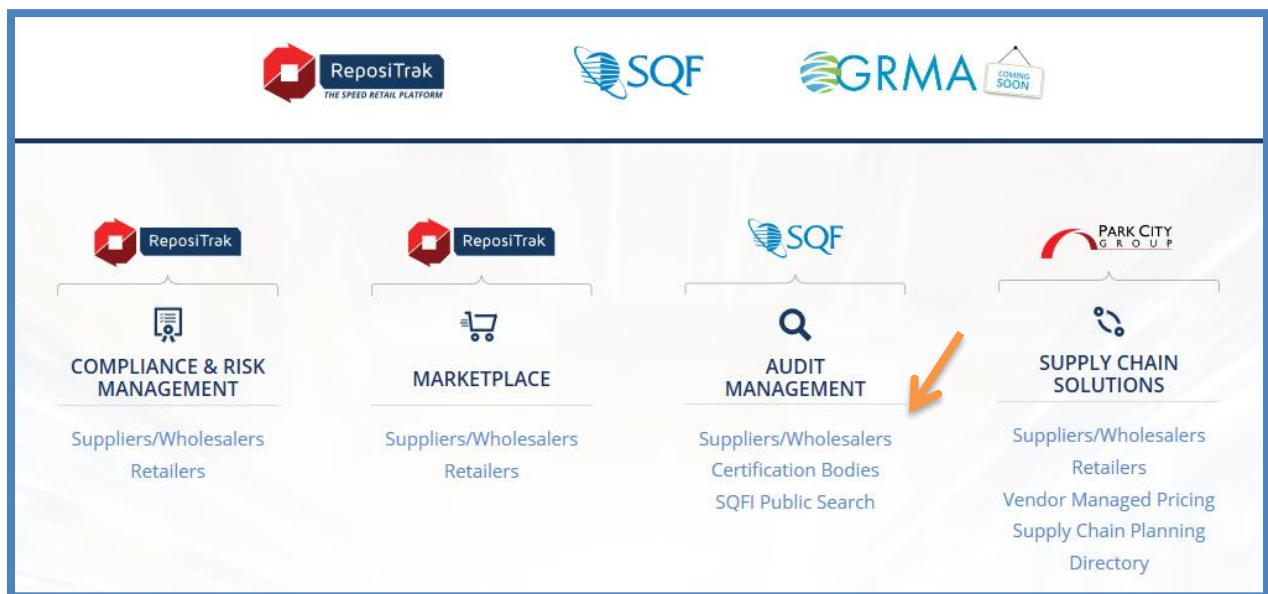 ReposiTrak
THE SPEED RETAIL PLATFORM
SQF
GRMA
COMING
SOON
ReposiTrak
COMPLIANCE & RISK
MANAGEMENT
Suppliers/Wholesalers
Retailers
ReposiTrak
MARKETPLACE
Suppliers/Wholesalers
Retailers
SQF
AUDIT
MANAGEMENT
Suppliers/Wholesalers
Certification Bodies
SQFI Public Search
PARK CITY
GROUP
SUPPLY CHAIN
SOLUTIONS
Suppliers/Wholesalers
Retailers
Vendor Managed Pricing
Supply Chain Planning
Directory